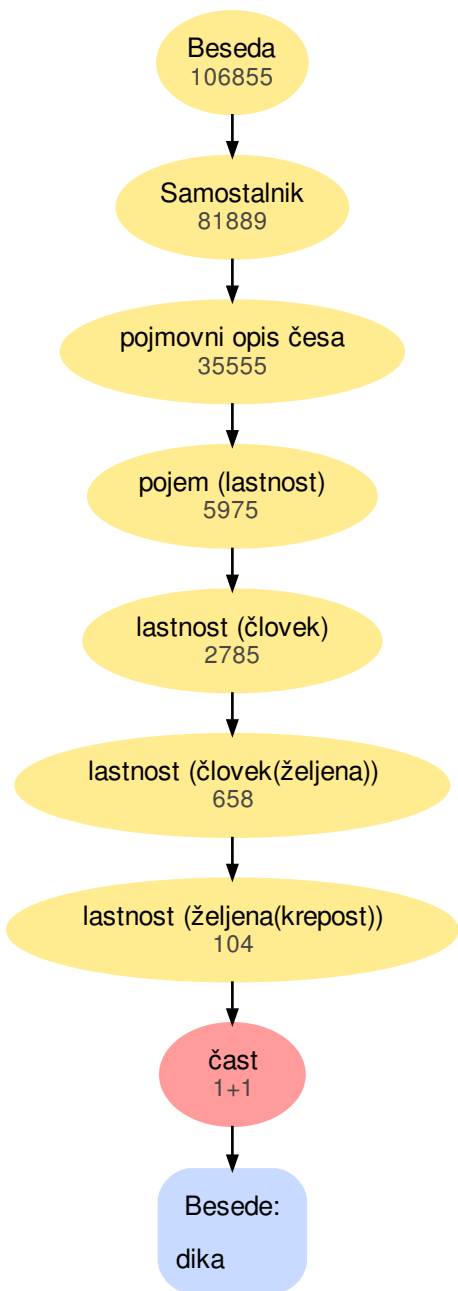 Beseda
106855
Samostalnik
81889
pojmovni opis česa
35555
pojem (lastnost)
5975
lastnost (človek)
2785
lastnost (človek(željena))
658
lastnost (željena(krepost))
104
čast
1+1
Besede:
dika